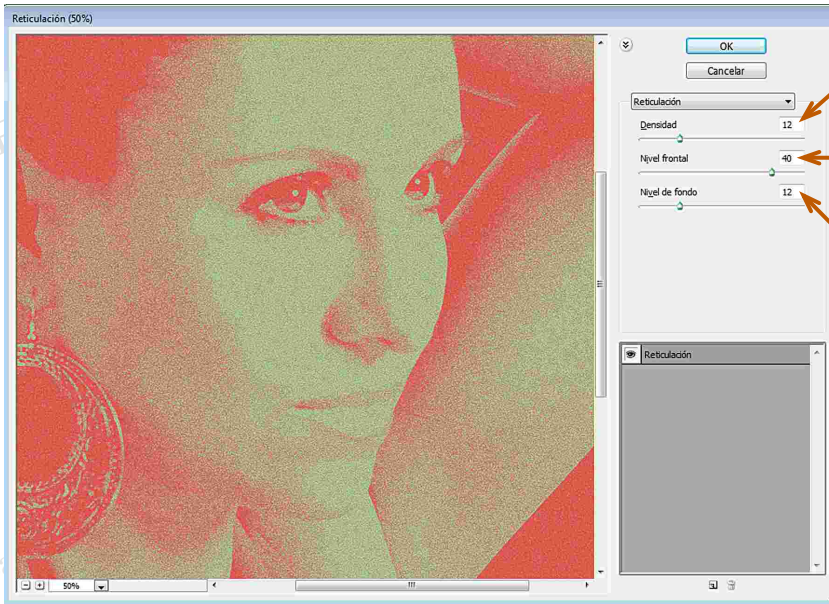 Reticulación (50%)
OK
Cancelar
Reticulación
Densidad 12
Nivel frontal 40
Nivel de fondo 12
Reticulación
50%